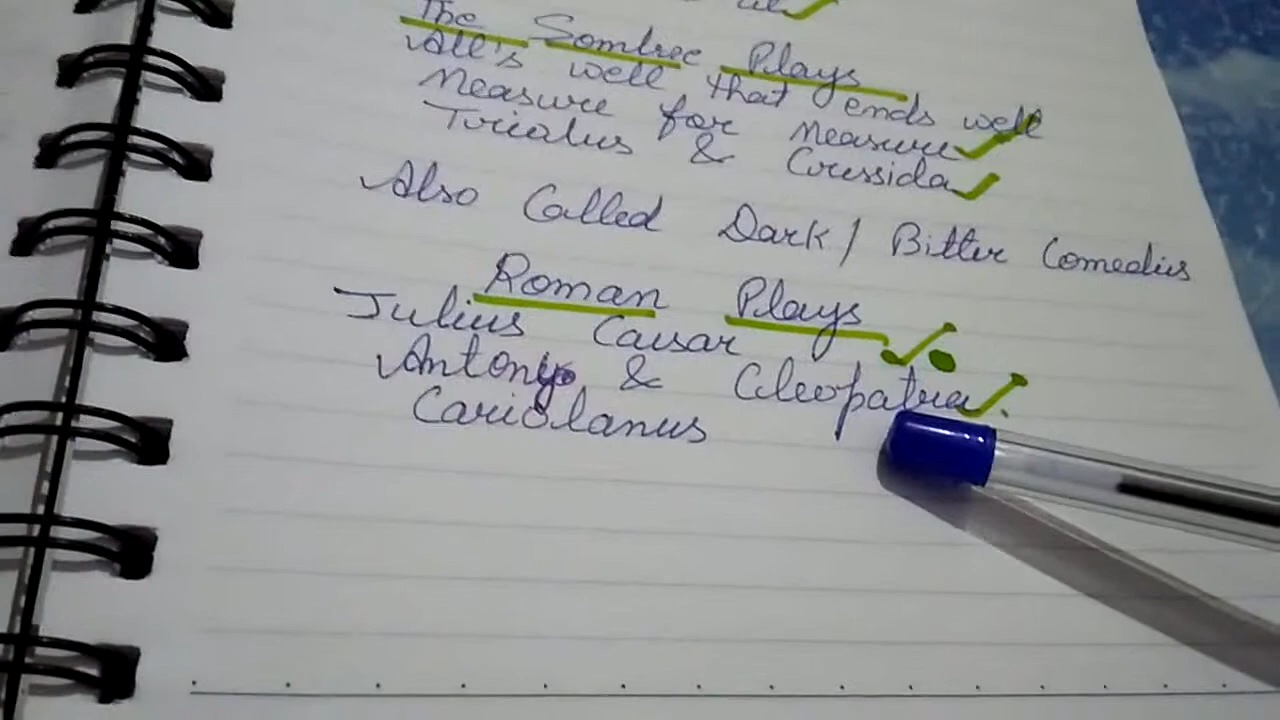 The Sombre Plays
All's well that ends well
Measure for Measure
Trialus & Cressida
Also Called Dark/Bitter Comedies
Roman Plays
Julius Caesar
Antony & Cleopatra
Cariolanus